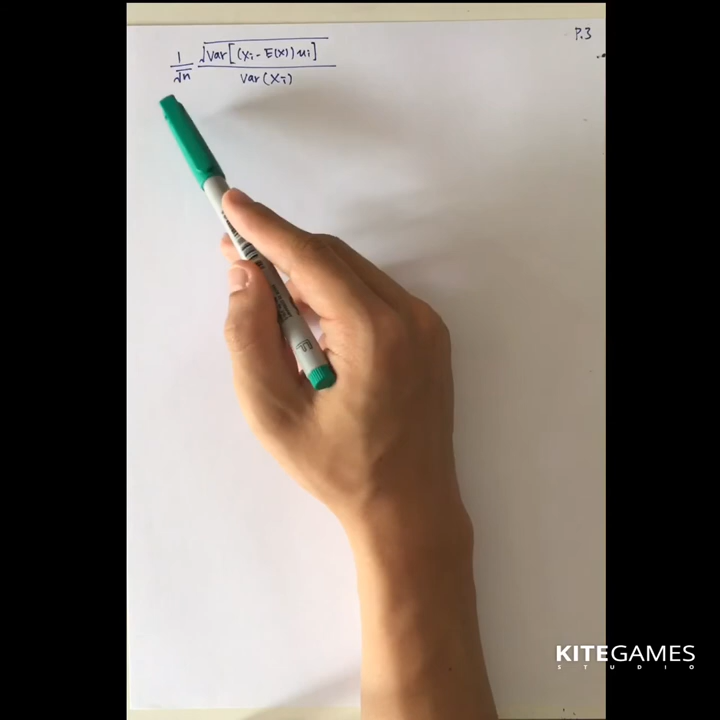 P.3
1/√n √Var[(Xi - E(X)) ui] / Var(Xi)
KITEGAMES
STUDIO